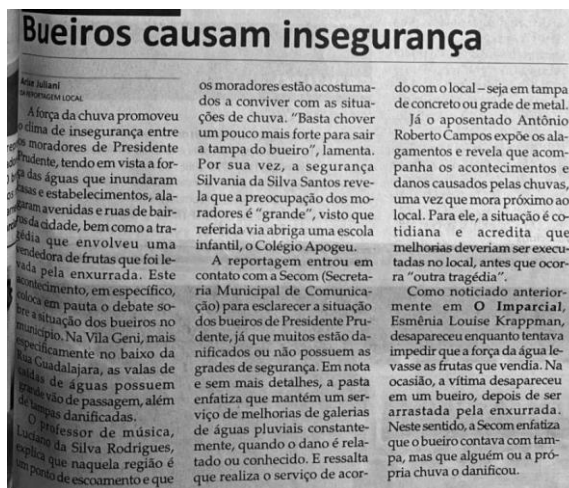 Bueiros causam insegurança
Arize Juliani
DA REPORTAGEM LOCAL
A força da chuva promoveu
o clima de insegurança entre
os moradores de Presidente
Prudente, tendo em vista a for-
ça das águas que inundaram
casas e estabelecimentos, ala-
garam avenidas e ruas de bair-
ros da cidade, bem como a tra-
gédia que envolveu uma
vendedora de frutas que foi le-
vada pela enxurrada. Este
acontecimento, em específico,
coloca em pauta o debate so-
bre a situação dos bueiros no
município. Na Vila Geni, mais
especificamente no baixo da
Rua Guadalajara, as valas de
saídas de águas possuem
grande vão de passagem, além
de tampas danificadas.
O professor de música,
Luciano da Silva Rodrigues,
explica que naquela região é
um ponto de escoamento e que
os moradores estão acostuma-
dos a conviver com as situa-
ções de chuva. “Basta chover
um pouco mais forte para sair
a tampa do bueiro”, lamenta.
Por sua vez, a segurança
Silvania da Silva Santos reve-
la que a preocupação dos mo-
radores é “grande”, visto que
referida via abriga uma escola
infantil, o Colégio Apogeu.
A reportagem entrou em
contato com a Secom (Secreta-
ria Municipal de Comunica-
ção) para esclarecer a situação
dos bueiros de Presidente Pru-
dente, já que muitos estão da-
nificados ou não possuem as
grades de segurança. Em nota
e sem mais detalhes, a pasta
enfatiza que mantém um ser-
viço de melhorias de galerias
de águas pluviais constante-
mente, quando o dano é rela-
tado ou conhecido. E ressalta
que realiza o serviço de acor-
do com o local – seja em tampa
de concreto ou grade de metal.
Já o aposentado Antônio
Roberto Campos expõe os ala-
gamentos e revela que acom-
panha os acontecimentos e
danos causados pelas chuvas,
uma vez que mora próximo ao
local. Para ele, a situação é co-
tidiana e acredita que
melhorias deveriam ser execu-
tadas no local, antes que ocor-
ra “outra tragédia”.
Como noticiado anterior-
mente em O Imparcial,
Esmênia Louise Krappman,
desapareceu enquanto tentava
impedir que a força da água le-
vasse as frutas que vendia. Na
ocasião, a vítima desapareceu
em um bueiro, depois de ser
arrastada pela enxurrada.
Neste sentido, a Secom enfatiza
que o bueiro contava com tam-
pa, mas que alguém ou a pró-
pria chuva o danificou.